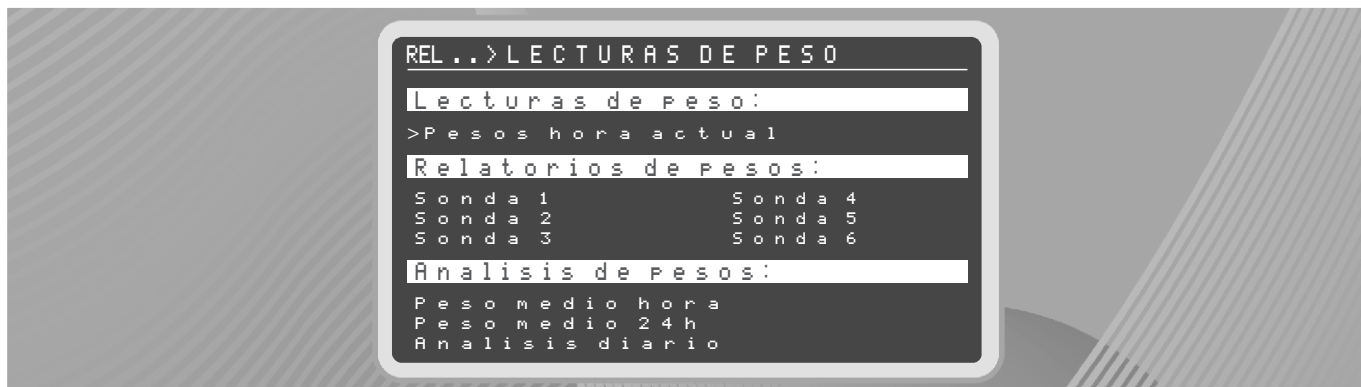 REL..>LECTURAS DE PESO
Lecturas de peso:
>Pesos hora actual
Relatorios de pesos:
Sonda 1 Sonda 4
Sonda 2 Sonda 5
Sonda 3 Sonda 6
Analisis de pesos:
Peso medio hora
Peso medio 24h
Analisis diario